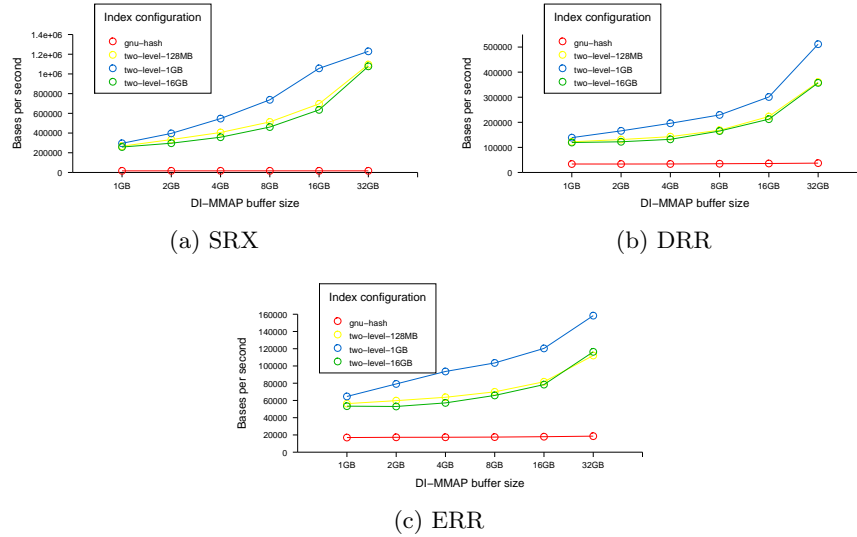 Index configuration
gnu-hash
two-level-128MB
two-level-1GB
two-level-16GB
Bases per second
1.4e+06
1.2e+06
1e+06
800000
600000
400000
200000
0
1GB 2GB 4GB 8GB 16GB 32GB
DI-MMAP buffer size
(a) SRX
Index configuration
gnu-hash
two-level-128MB
two-level-1GB
two-level-16GB
Bases per second
500000
400000
300000
200000
100000
0
1GB 2GB 4GB 8GB 16GB 32GB
DI-MMAP buffer size
(b) DRR
Index configuration
gnu-hash
two-level-128MB
two-level-1GB
two-level-16GB
Bases per second
160000
140000
120000
100000
80000
60000
40000
20000
0
1GB 2GB 4GB 8GB 16GB 32GB
DI-MMAP buffer size
(c) ERR